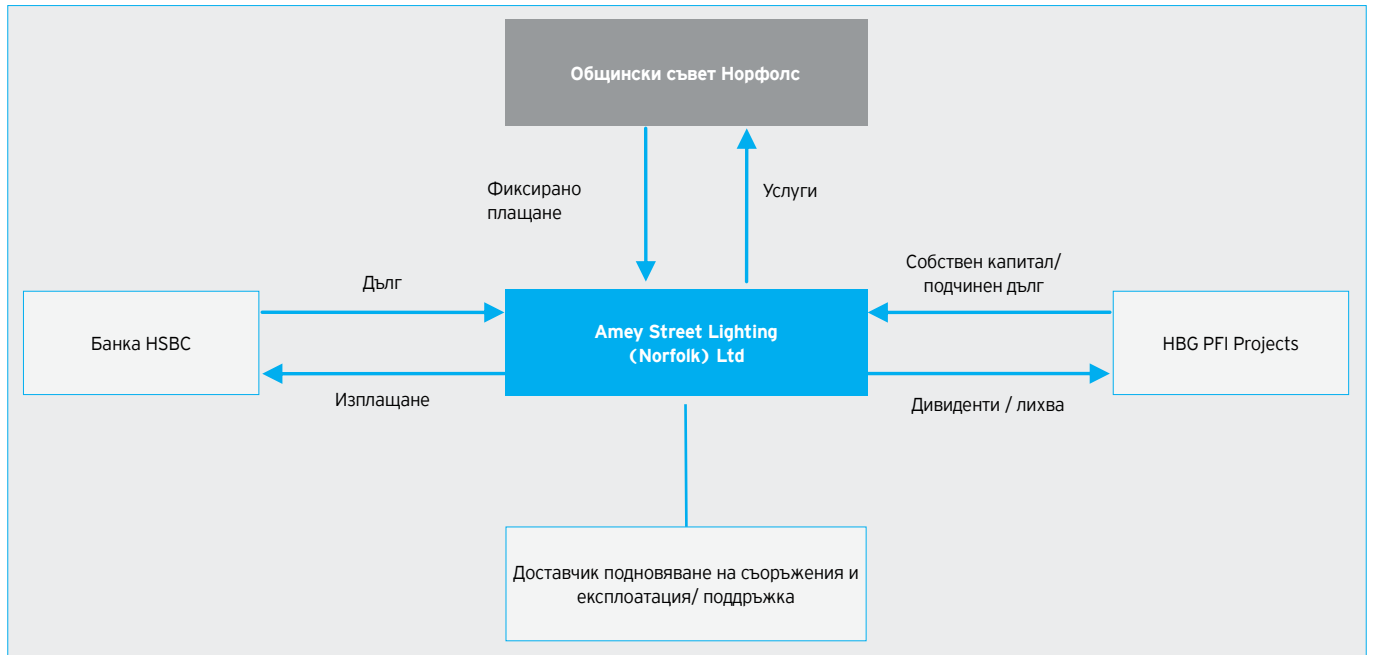 Общински съвет Норфолс
Фиксирано
плащане
Услуги
Дълг
Собствен капитал/
подчинен дълг
Банка HSBC
Amey Street Lighting
(Norfolk) Ltd
HBG PFI Projects
Изплащане
Дивиденти / лихва
Доставчик подновяване на съоръжения и
експлоатация/ поддръжка